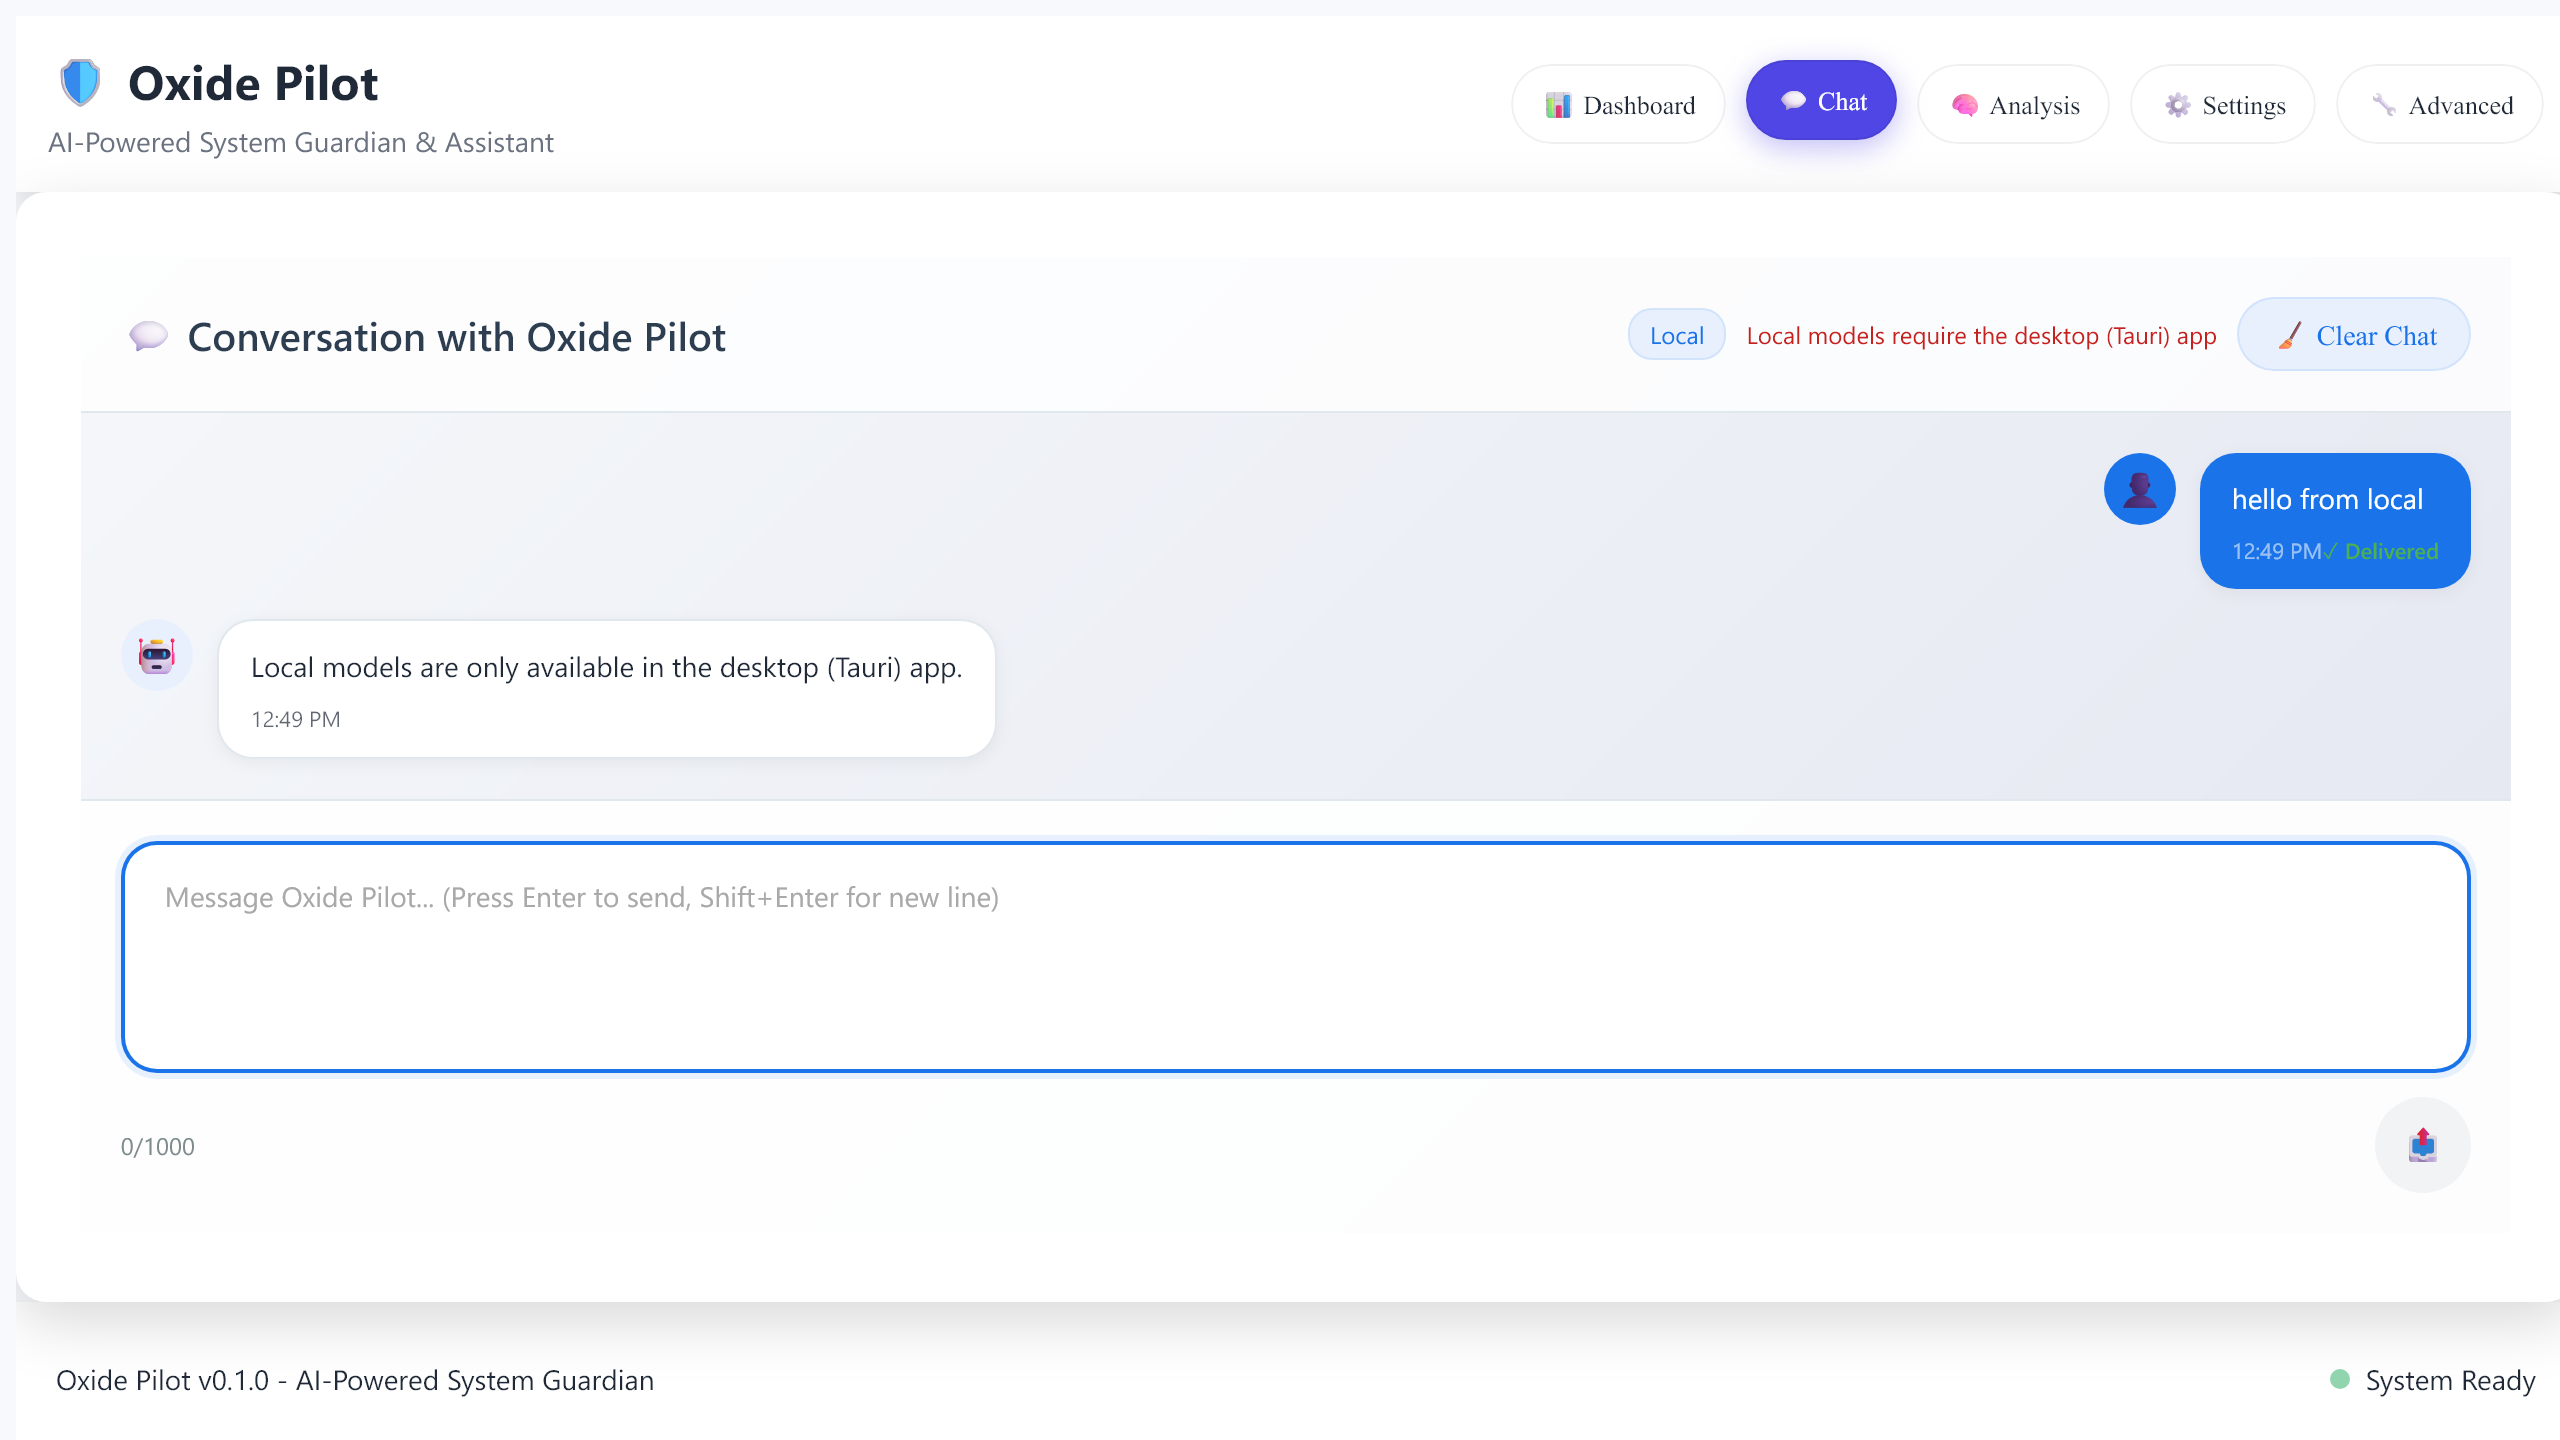 Oxide Pilot
AI-Powered System Guardian & Assistant
Dashboard
Chat
Analysis
Settings
Advanced
Conversation with Oxide Pilot
Local
Local models require the desktop (Tauri) app
Clear Chat
hello from local
12:49 PM✓ Delivered
Local models are only available in the desktop (Tauri) app.
12:49 PM
Message Oxide Pilot... (Press Enter to send, Shift+Enter for new line)
0/1000
Oxide Pilot v0.1.0 - AI-Powered System Guardian
System Ready